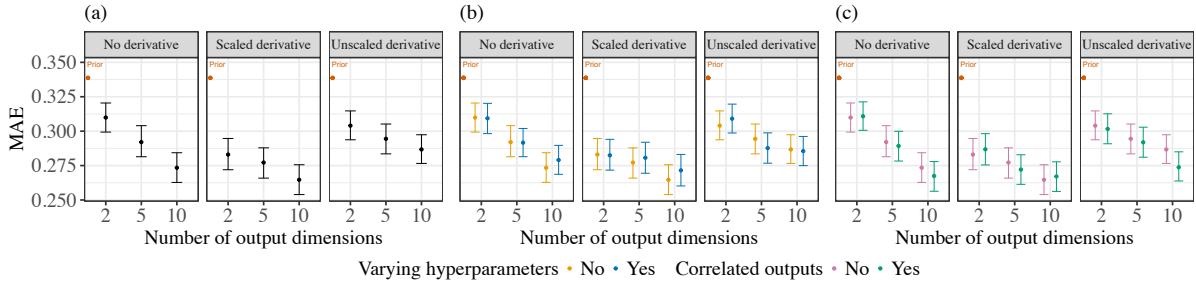 (a) (b) (c)
No derivative Scaled derivative Unscaled derivative No derivative Scaled derivative Unscaled derivative No derivative Scaled derivative Unscaled derivative
Prior Prior Prior Prior Prior Prior Prior Prior Prior
MAE
0.350
0.325
0.300
0.275
0.250
2 5 10 2 5 10 2 5 10 2 5 10 2 5 10 2 5 10 2 5 10 2 5 10 2 5 10
Number of output dimensions Number of output dimensions Number of output dimensions
Varying hyperparameters No Yes Correlated outputs No Yes